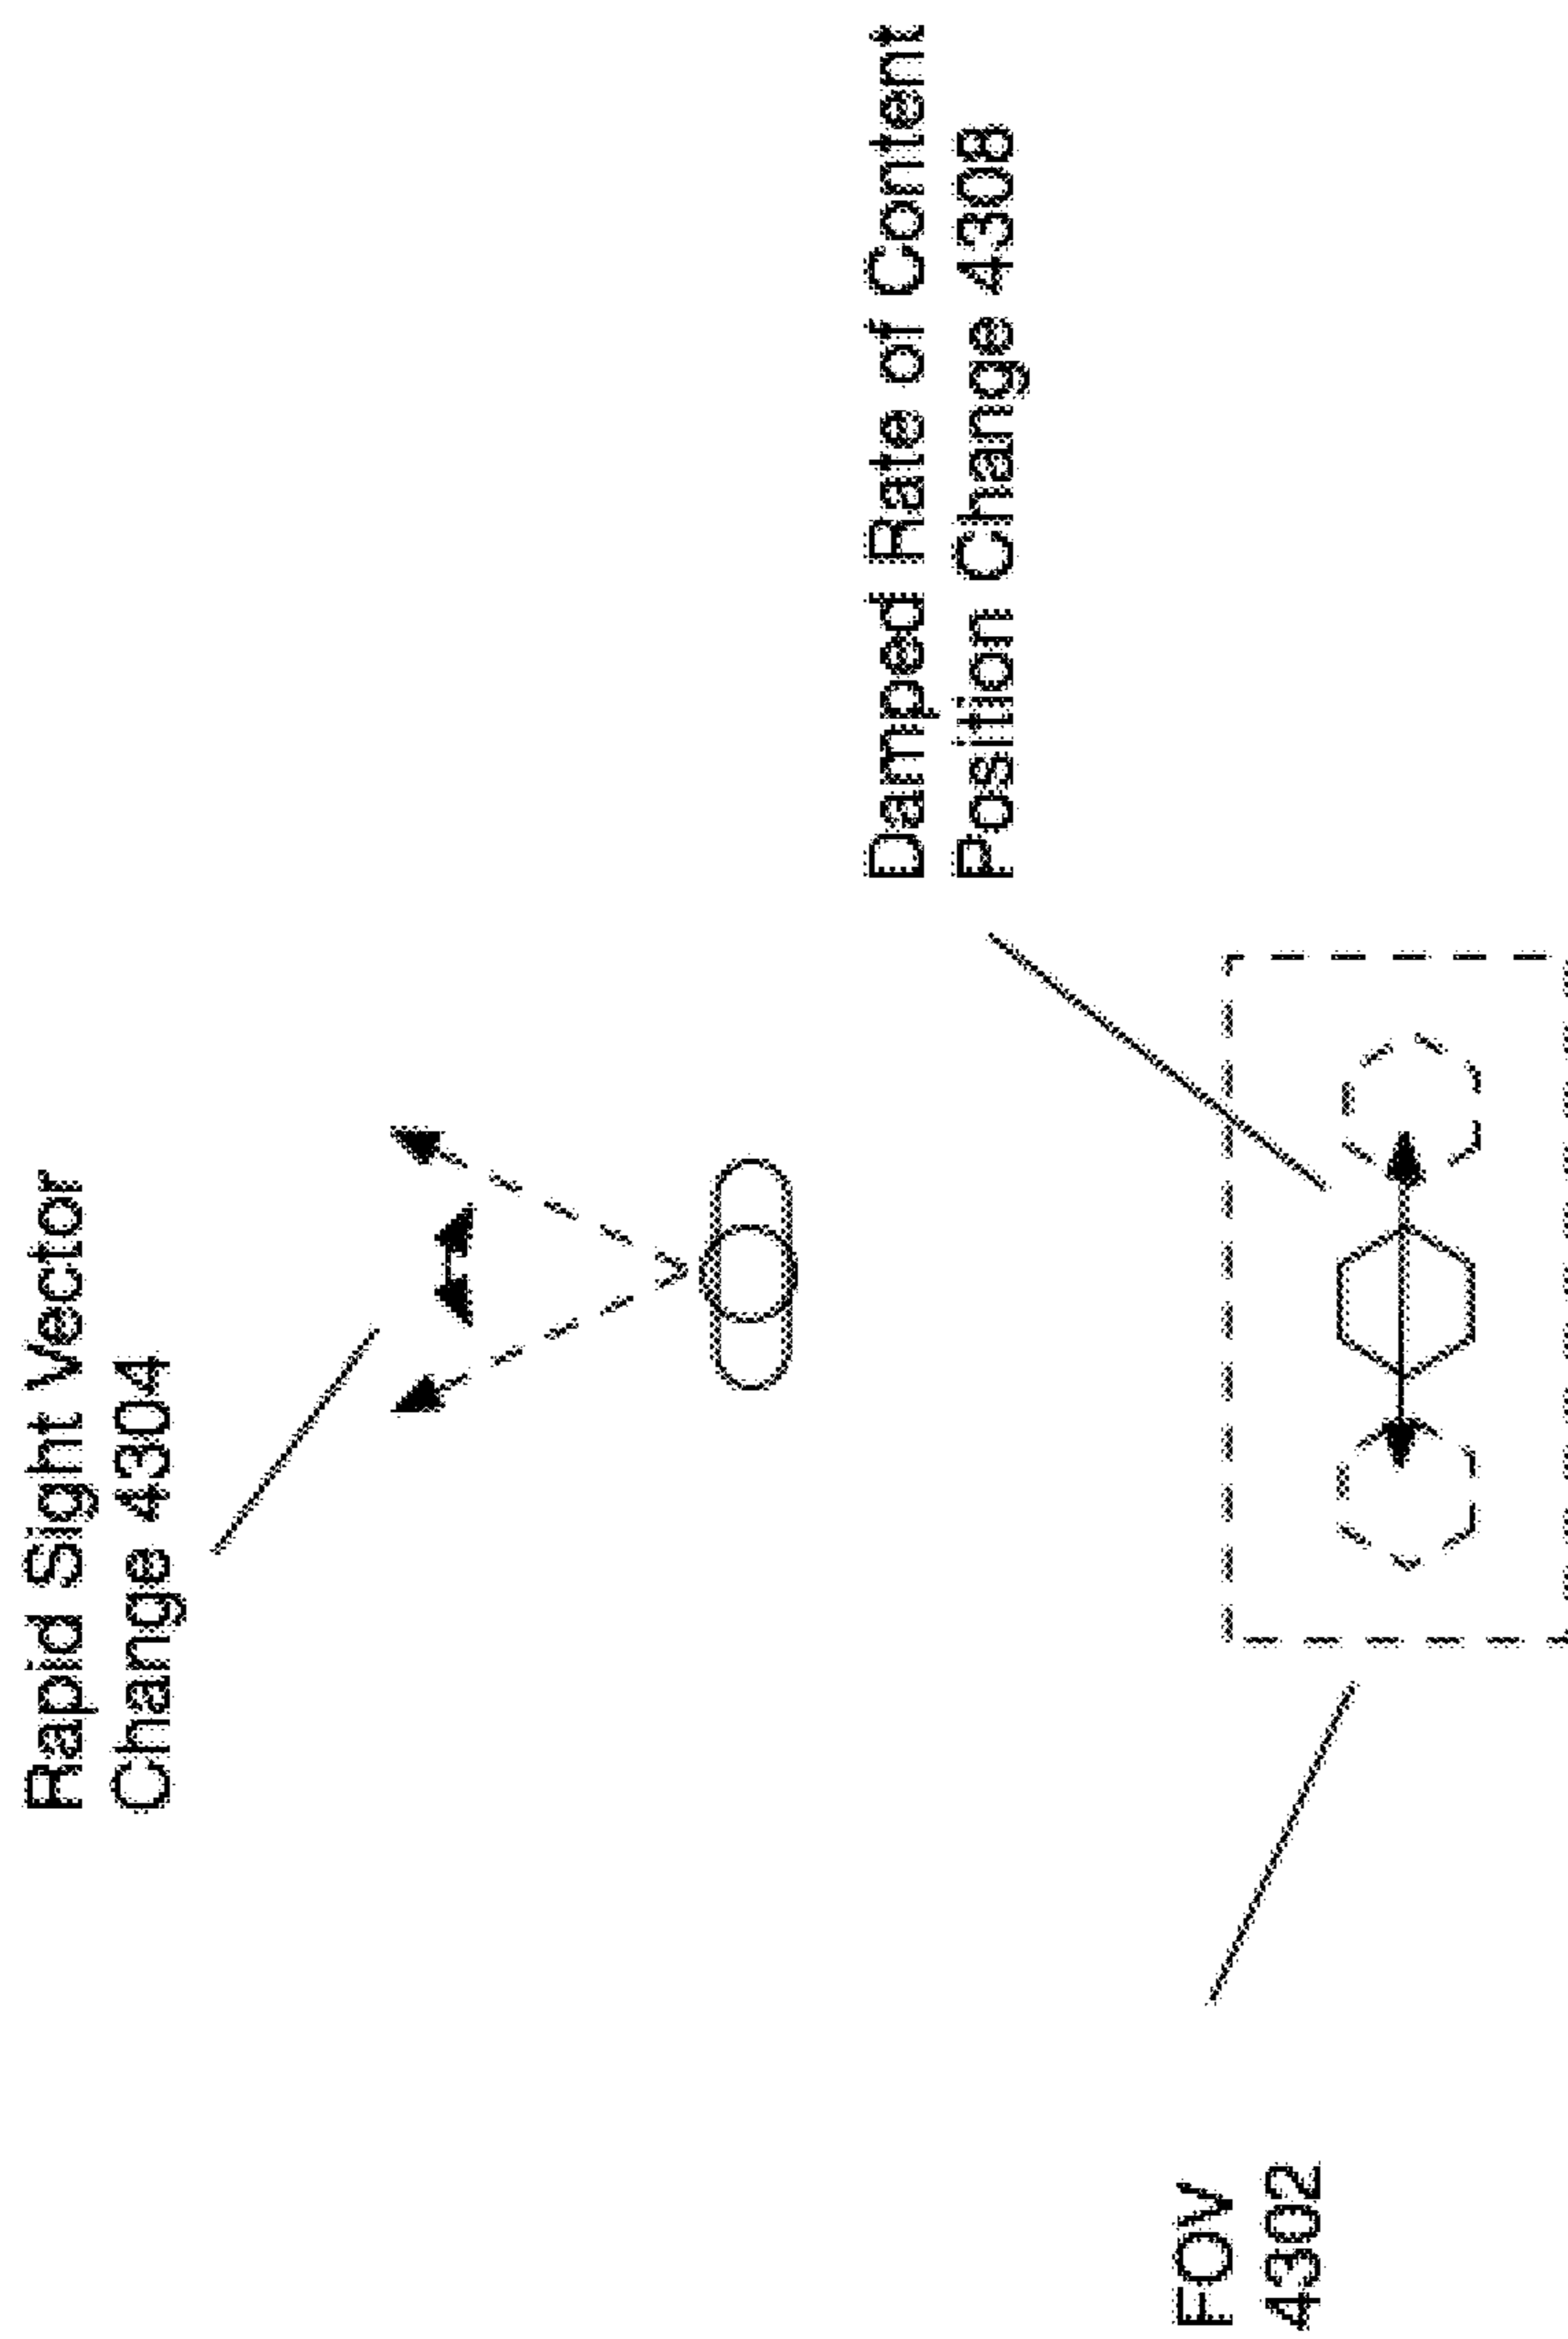 Rapid Sight Vector
Change 4304
Damped Rate of Content
Position Change 4308
FOV
4302